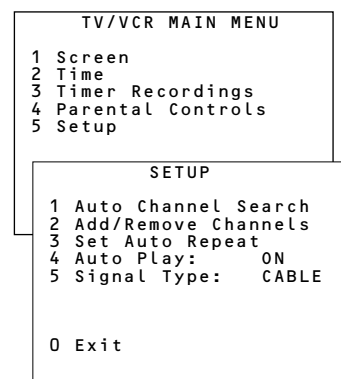 TV/VCR MAIN MENU
1 Screen
2 Time
3 Timer Recordings
4 Parental Controls
5 Setup
SETUP
1 Auto Channel Search
2 Add/Remove Channels
3 Set Auto Repeat
4 Auto Play: ON
5 Signal Type: CABLE
0 Exit